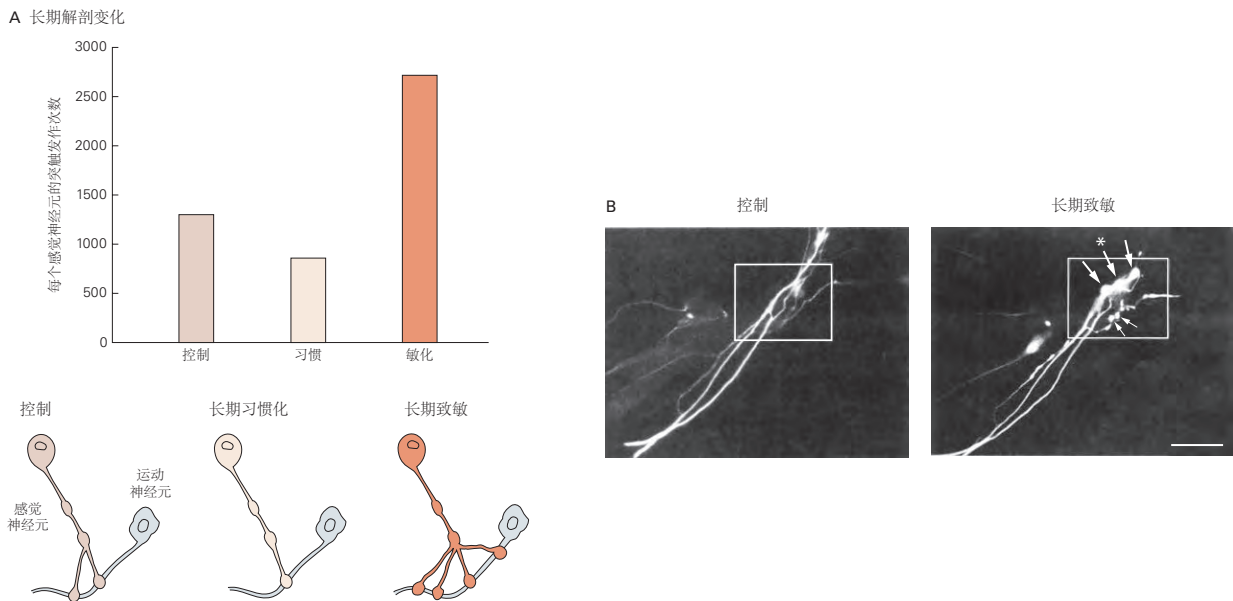 A 长期解剖变化
每个感觉神经元的突触发作次数
3000
2500
2000
1500
1000
500
0
控制
习惯
敏化
控制
长期习惯化
长期致敏
感觉
神经元
运动
神经元
B
控制
长期致敏
*